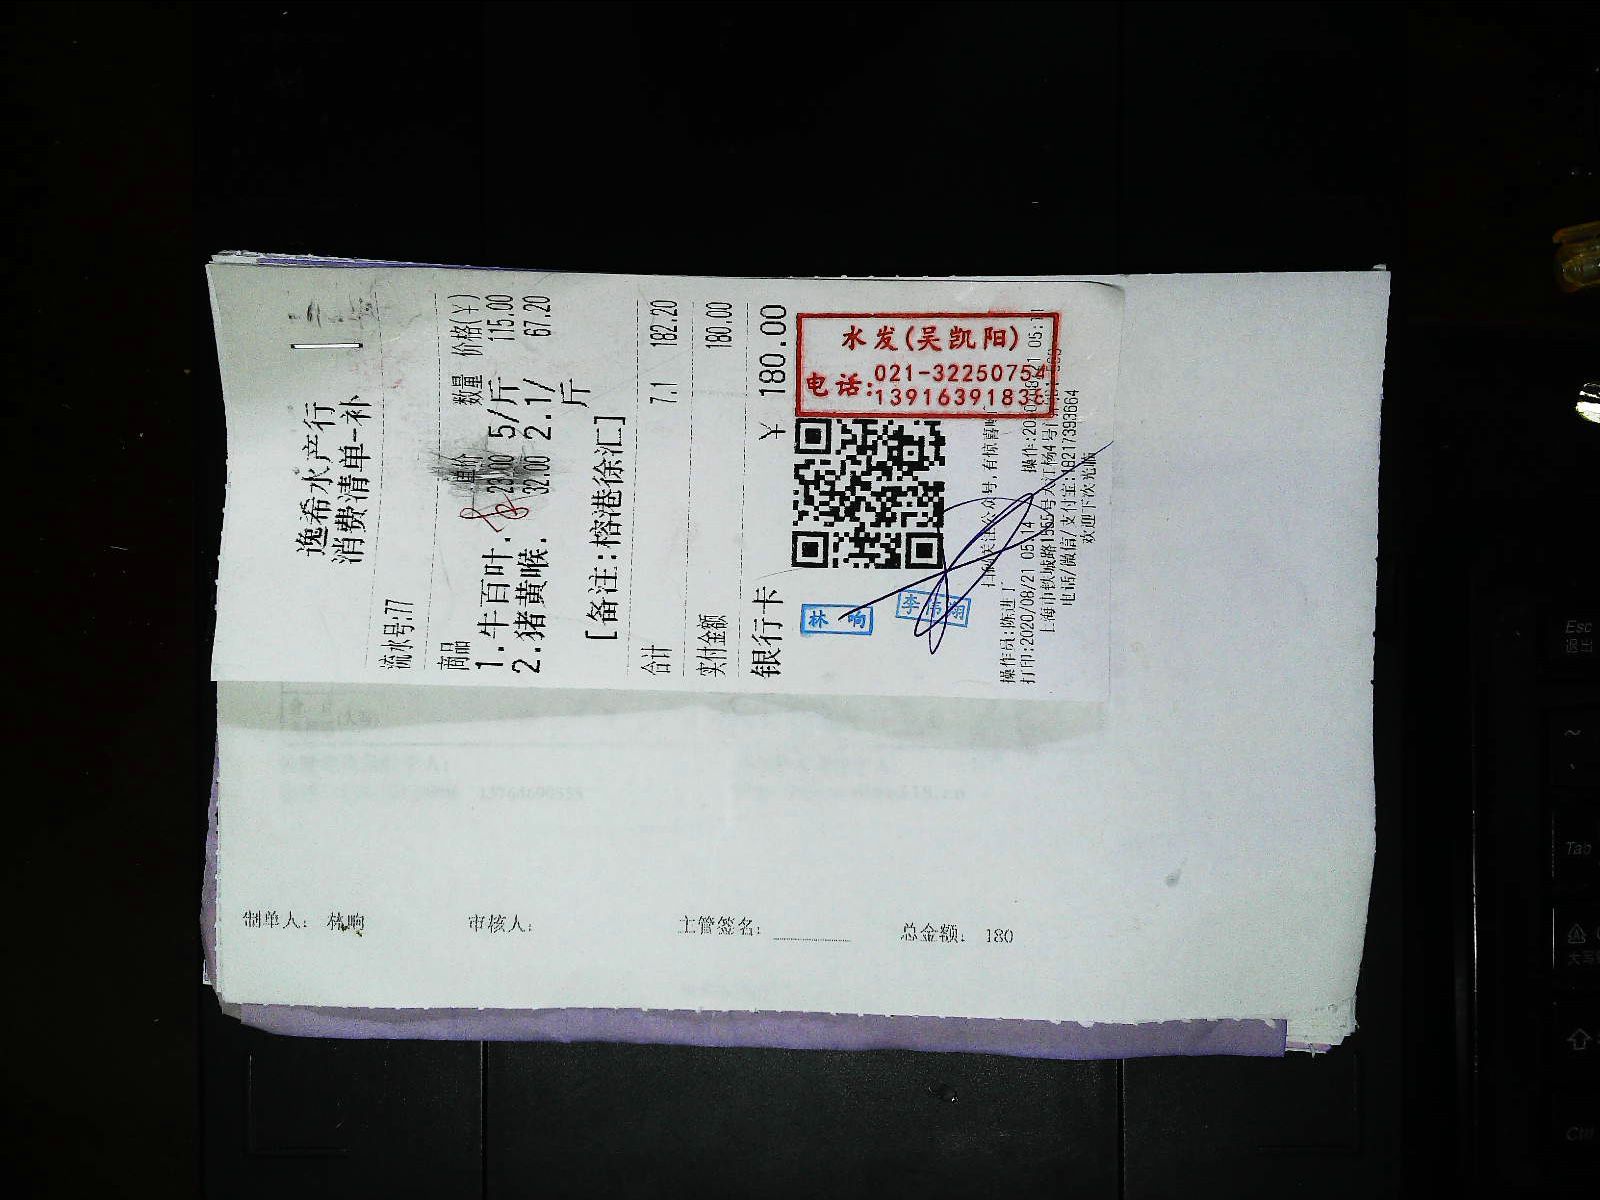 逸希水产行
消费清单-补
流水号:77
商品 单价 数量 价格(¥)
1.牛百叶. 23.00 5/斤 115.00
2.猪黄喉. 32.00 2.1/斤 67.20
[备注:榕港徐汇]
合计 7.1 182.20
实付金额 180.00
银行卡 ¥ 180.00
水发(吴凯阳)
电话:021-32250754
林响
李伟翔
操作员:陈进丁
打印:2020/08/21 05:14
欢迎下次光临
制单人: 林响 审核人: 主管签名: 总金额: 180
Esc
Tab